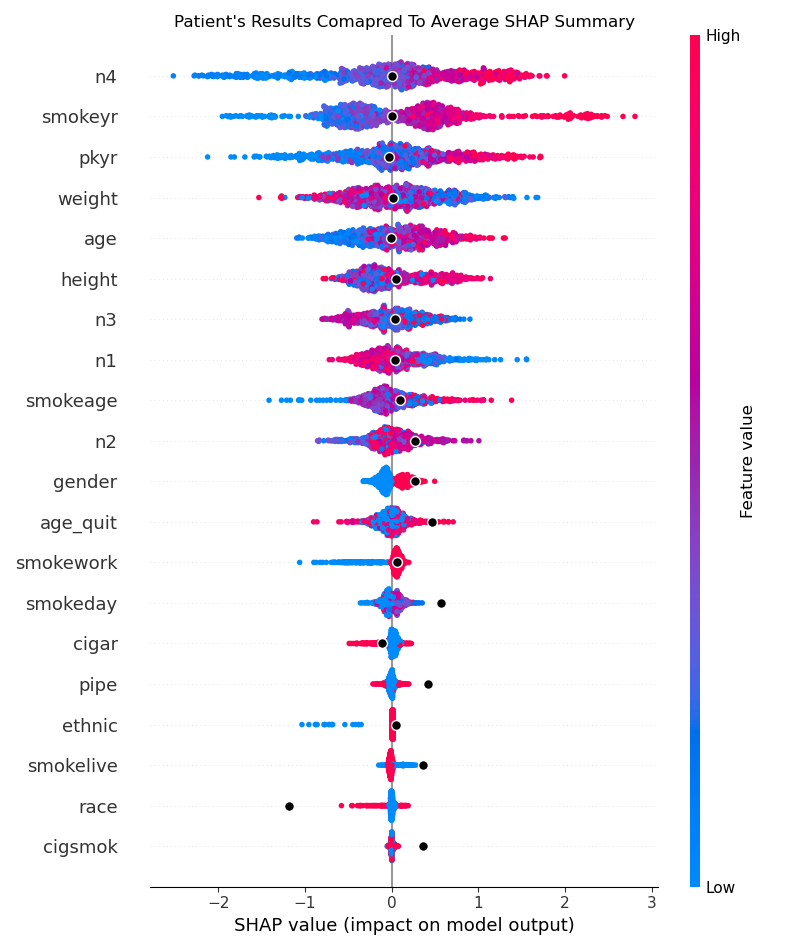 Patient's Results Comapred To Average SHAP Summary
High
n4
smokeyr
pkyr
weight
age
height
n3
n1
smokeage
n2
gender
age_quit
smokework
smokeday
cigar
pipe
ethnic
smokelive
race
cigsmok
Feature value
Low
−2 −1 0 1 2 3
SHAP value (impact on model output)